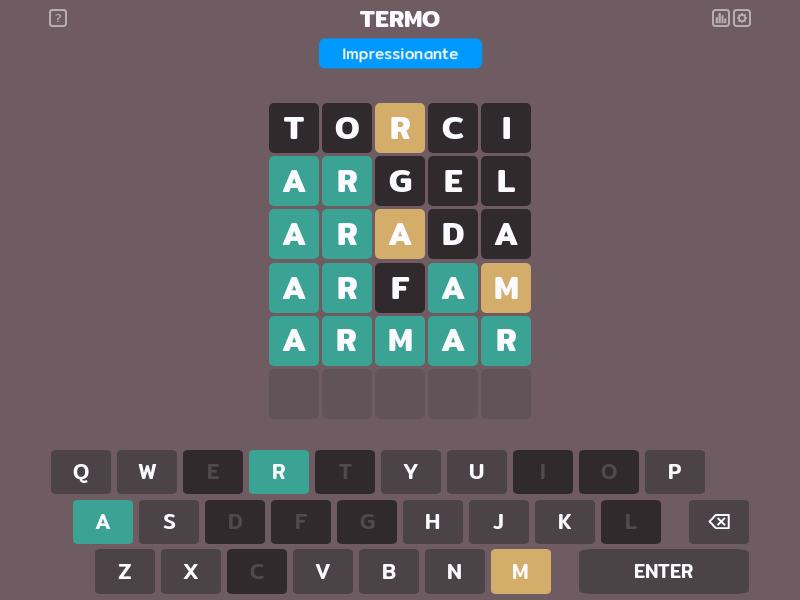 ?
TERMO
Impressionante
T O R C I
A R G E L
A R A D A
A R F A M
A R M A R
Q W E R T Y U I O P
A S D F G H J K L
Z X C V B N M ENTER